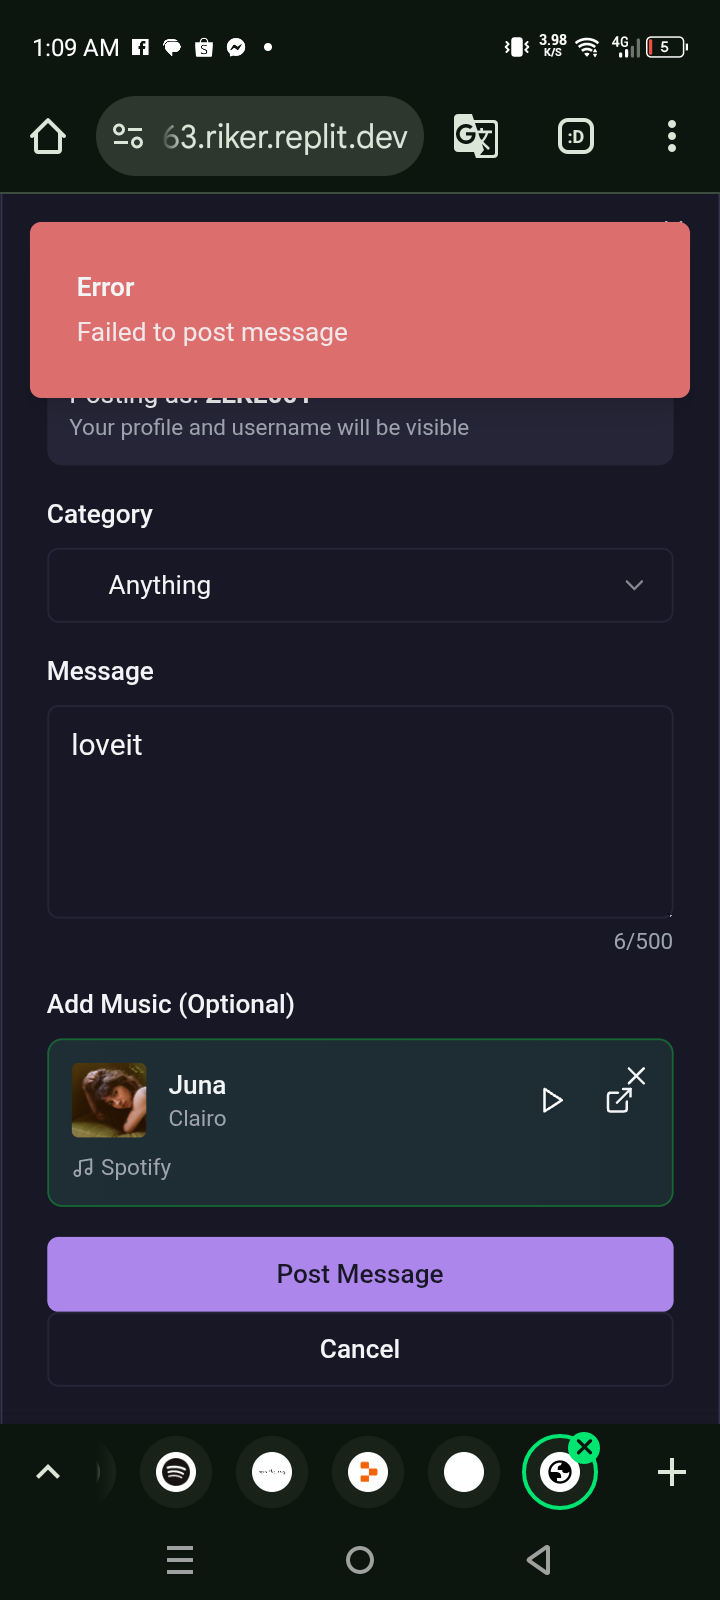 1:09 AM
3.98
K/S
4G
5
63.riker.replit.dev
:D
Error
Failed to post message
Posting as:
Your profile and username will be visible
Category
Anything
Message
loveit
6/500
Add Music (Optional)
Juna
Clairo
Spotify
Post Message
Cancel